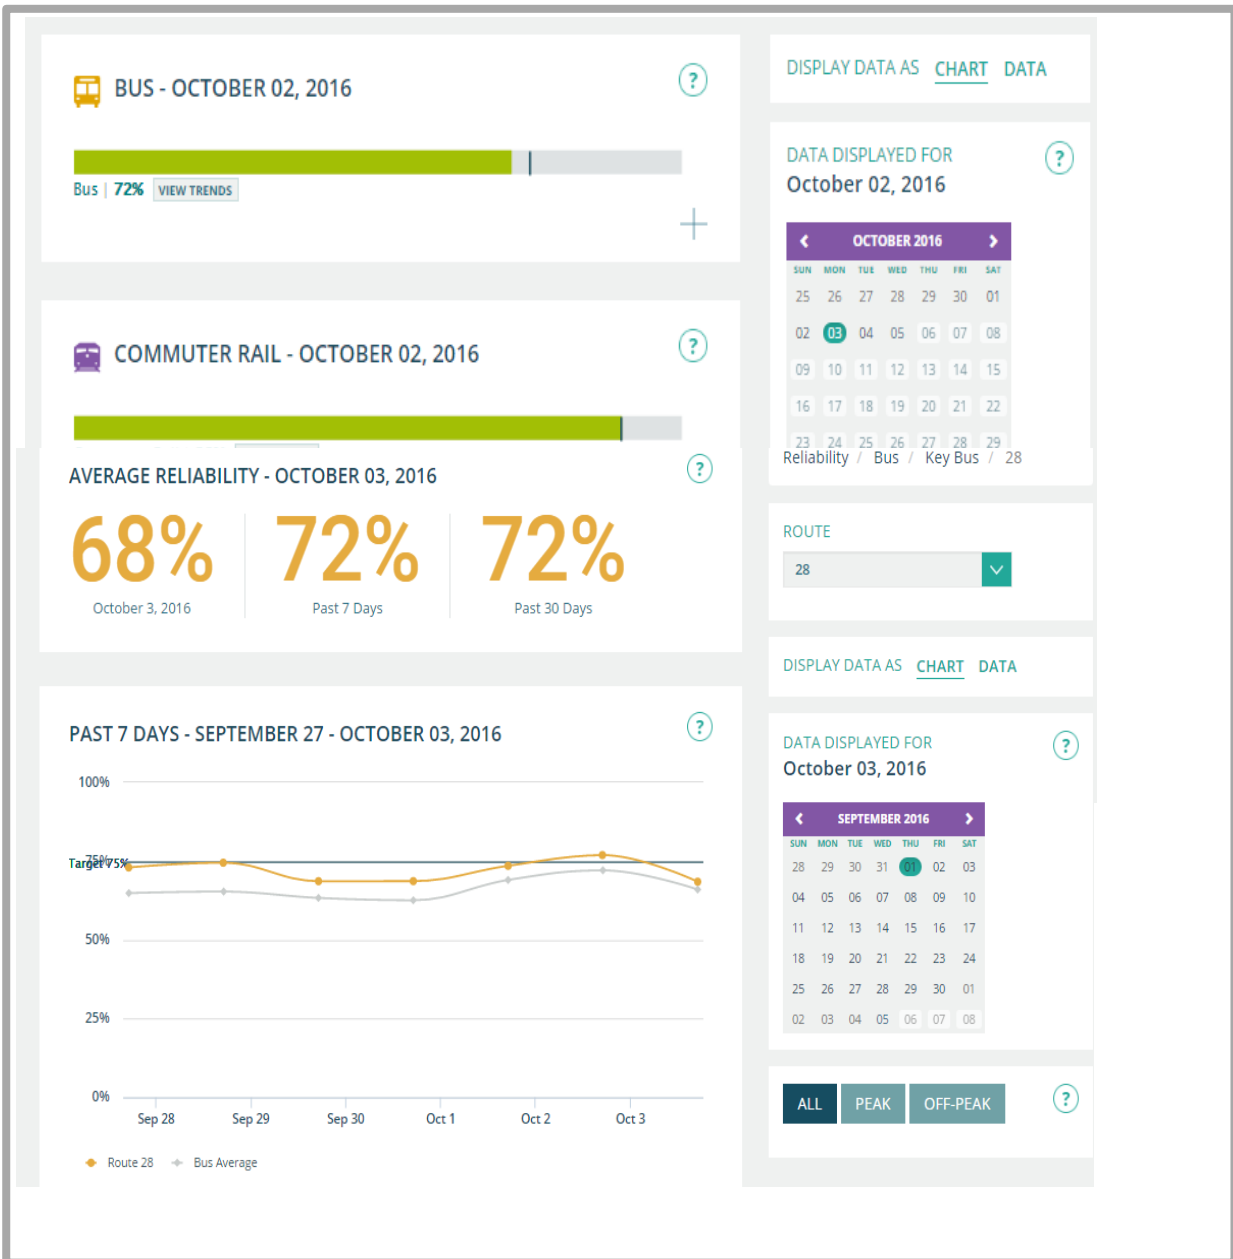 BUS - OCTOBER 02, 2016
?
Bus | 72% VIEW TRENDS
COMMUTER RAIL - OCTOBER 02, 2016
?
DISPLAY DATA AS CHART DATA
DATA DISPLAYED FOR
?
October 02, 2016
OCTOBER 2016
SUN MON TUE WED THU FRI SAT
25 26 27 28 29 30 01
02 03 04 05 06 07 08
09 10 11 12 13 14 15
16 17 18 19 20 21 22
23 24 25 26 27 28 29
Reliability / Bus / Key Bus / 28
AVERAGE RELIABILITY - OCTOBER 03, 2016
?
68% 72% 72%
October 3, 2016 Past 7 Days Past 30 Days
ROUTE
28
DISPLAY DATA AS CHART DATA
PAST 7 DAYS - SEPTEMBER 27 - OCTOBER 03, 2016
?
100%
75%
Target 75%
50%
25%
0%
Sep 28 Sep 29 Sep 30 Oct 1 Oct 2 Oct 3
Route 28 Bus Average
DATA DISPLAYED FOR
?
October 03, 2016
SEPTEMBER 2016
SUN MON TUE WED THU FRI SAT
28 29 30 31 01 02 03
04 05 06 07 08 09 10
11 12 13 14 15 16 17
18 19 20 21 22 23 24
25 26 27 28 29 30 01
02 03 04 05 06 07 08
ALL PEAK OFF-PEAK
?